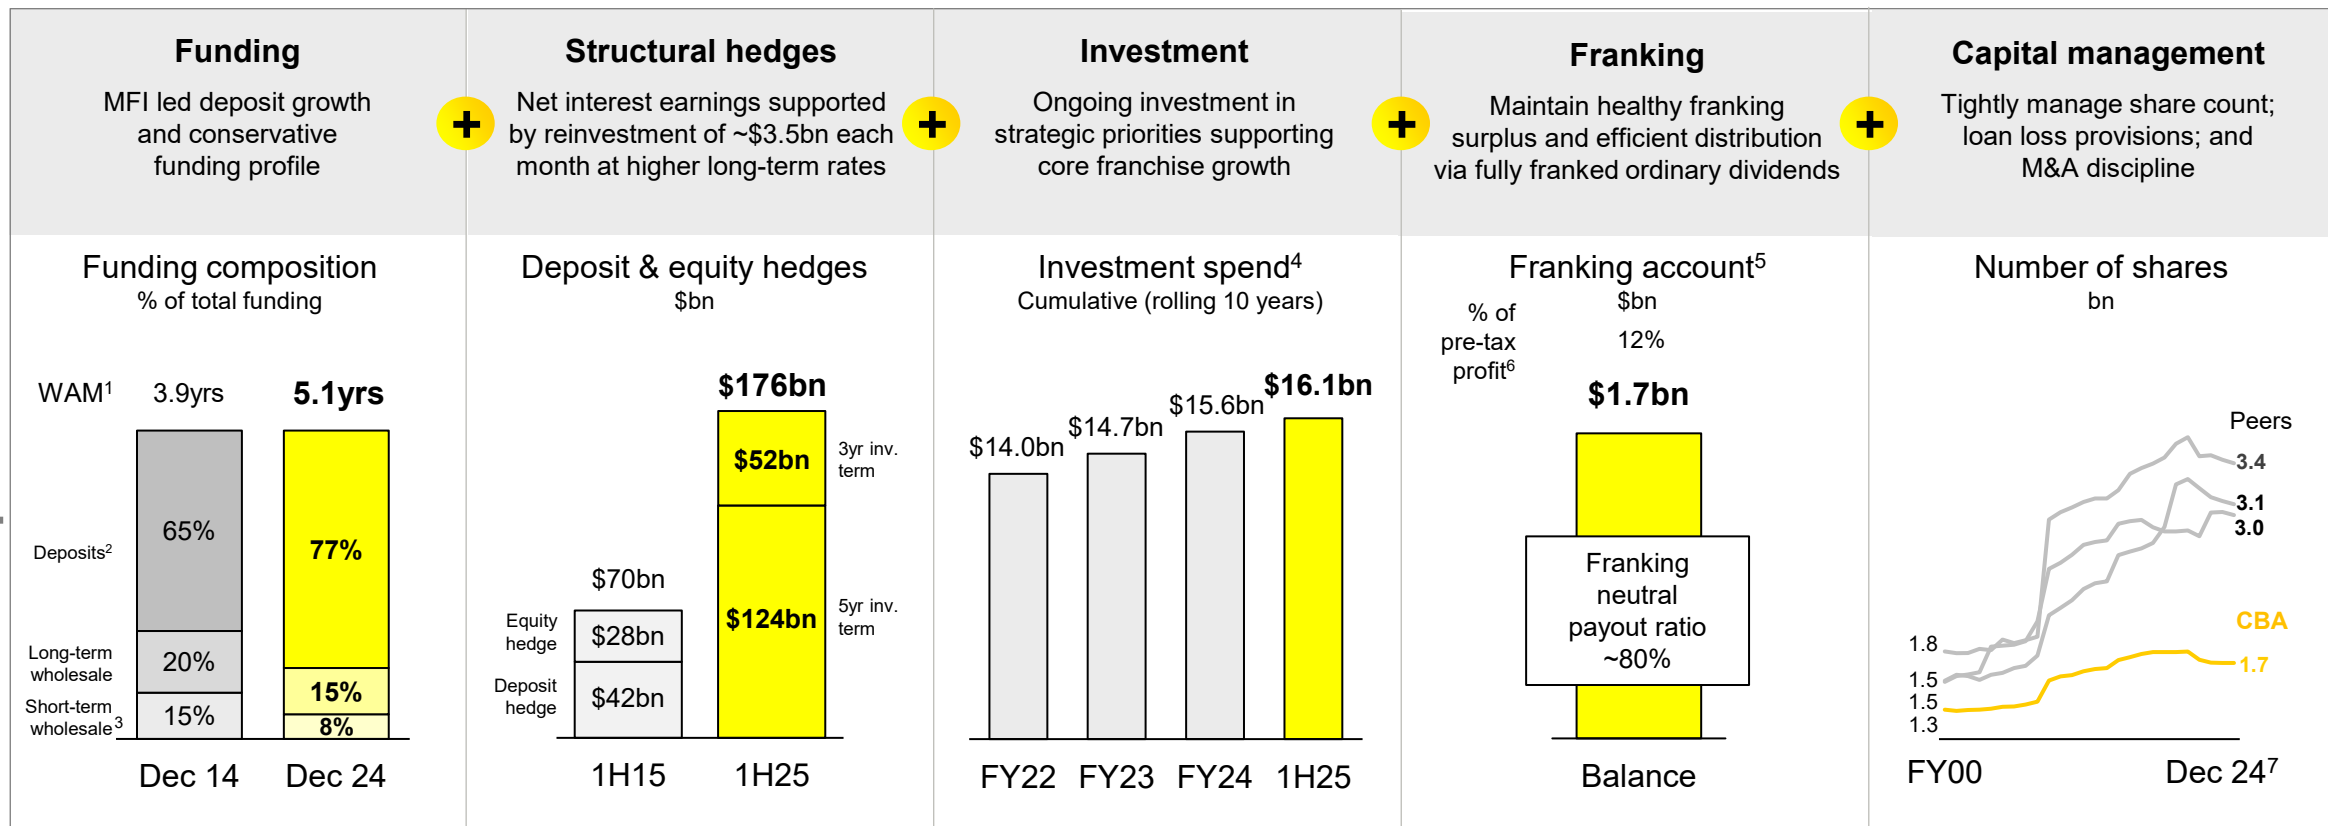 Funding
MFI led deposit growth
and conservative
funding profile
+
Structural hedges
Net interest earnings supported
by reinvestment of ~$3.5bn each
month at higher long-term rates
+
Investment
Ongoing investment in
strategic priorities supporting
core franchise growth
+
Franking
Maintain healthy franking
surplus and efficient distribution
via fully franked ordinary dividends
+
Capital management
Tightly manage share count;
loan loss provisions; and
M&A discipline
Funding composition
% of total funding
WAM¹ 3.9yrs 5.1yrs
Deposits² 65% 77%
Long-term
wholesale 20% 15%
Short-term
wholesale³ 15% 8%
Dec 14 Dec 24
Deposit & equity hedges
$bn
$176bn
$52bn 3yr inv.
term
$70bn
Equity
hedge $28bn
$124bn 5yr inv.
term
Deposit
hedge $42bn
1H15 1H25
Investment spend⁴
Cumulative (rolling 10 years)
$14.0bn $14.7bn $15.6bn $16.1bn
FY22 FY23 FY24 1H25
Franking account⁵
$bn
% of
pre-tax
profit⁶
12%
$1.7bn
Franking
neutral
payout ratio
~80%
Balance
Number of shares
bn
Peers
3.4
3.1
3.0
CBA
1.7
1.8
1.5
1.5
1.3
FY00 Dec 24⁷